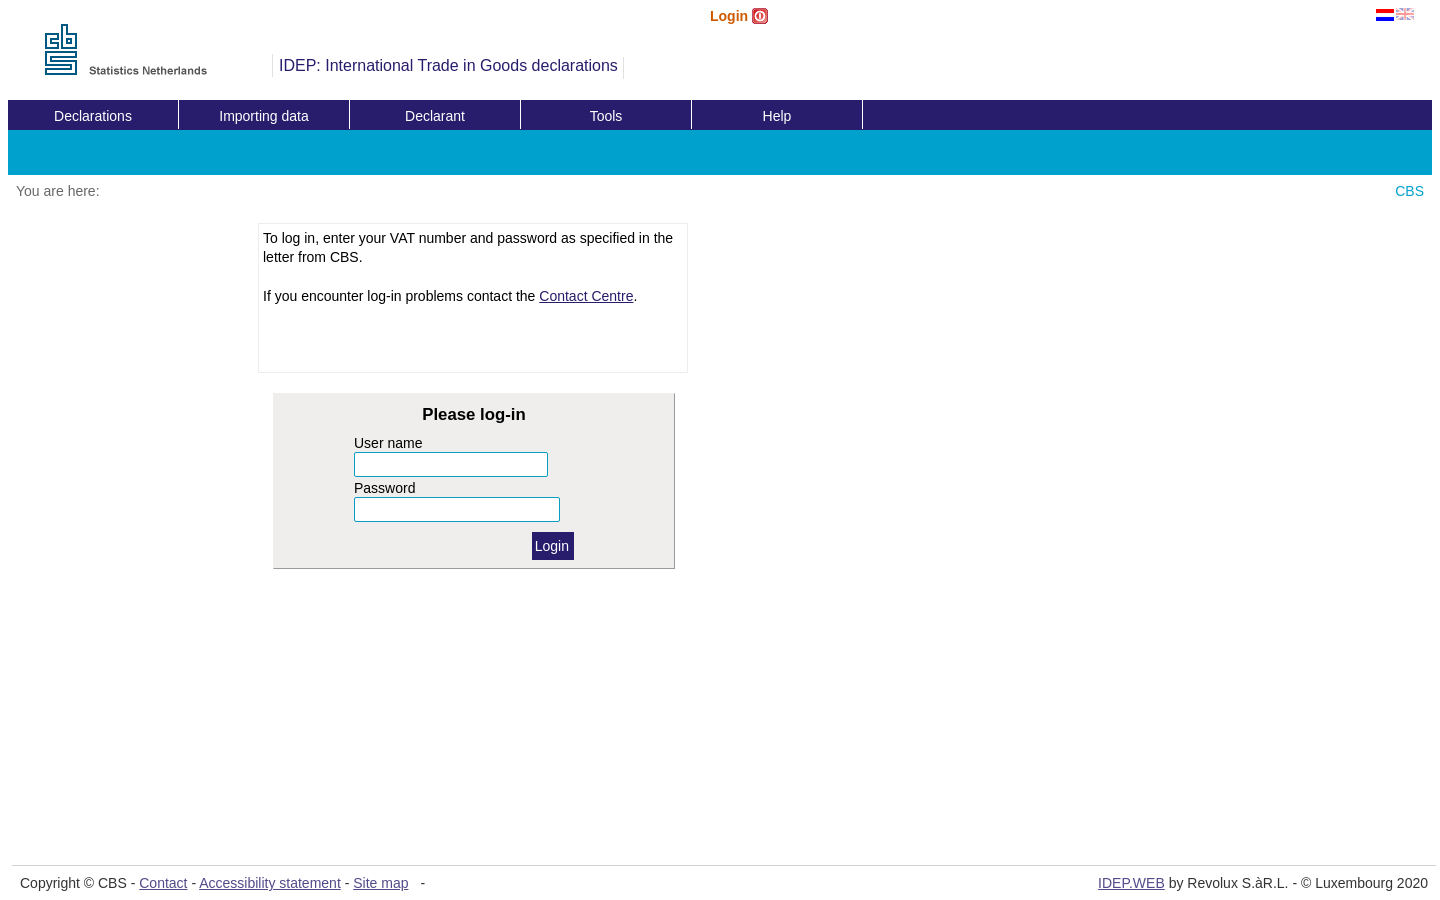 Login
Statistics Netherlands
IDEP: International Trade in Goods declarations
Declarations Importing data Declarant Tools Help
You are here: CBS
To log in, enter your VAT number and password as specified in the
letter from CBS.
If you encounter log-in problems contact the Contact Centre.
Please log-in
User name
Password
Login
Copyright © CBS - Contact - Accessibility statement - Site map - IDEP.WEB by Revolux S.àR.L. - © Luxembourg 2020